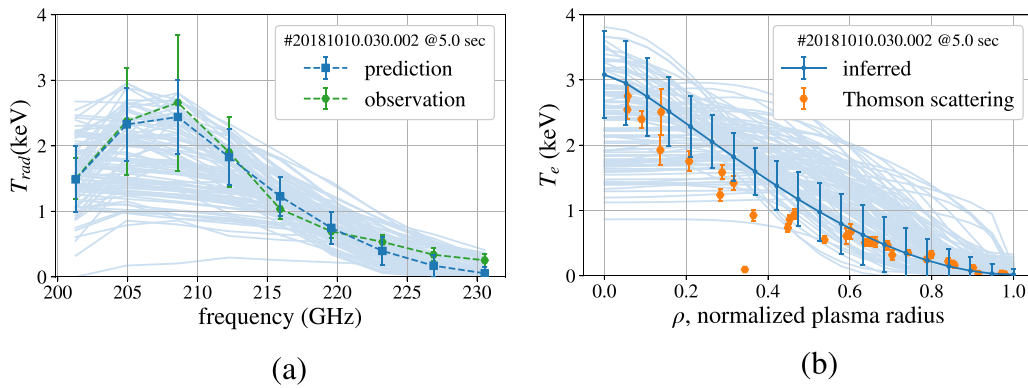 4
3
2
1
0
T_rad(keV)
#20181010.030.002 @5.0 sec
prediction
observation
200 205 210 215 220 225 230
frequency (GHz)
(a)
4
3
2
1
0
T_e (keV)
#20181010.030.002 @5.0 sec
inferred
Thomson scattering
0.0 0.2 0.4 0.6 0.8 1.0
ρ, normalized plasma radius
(b)